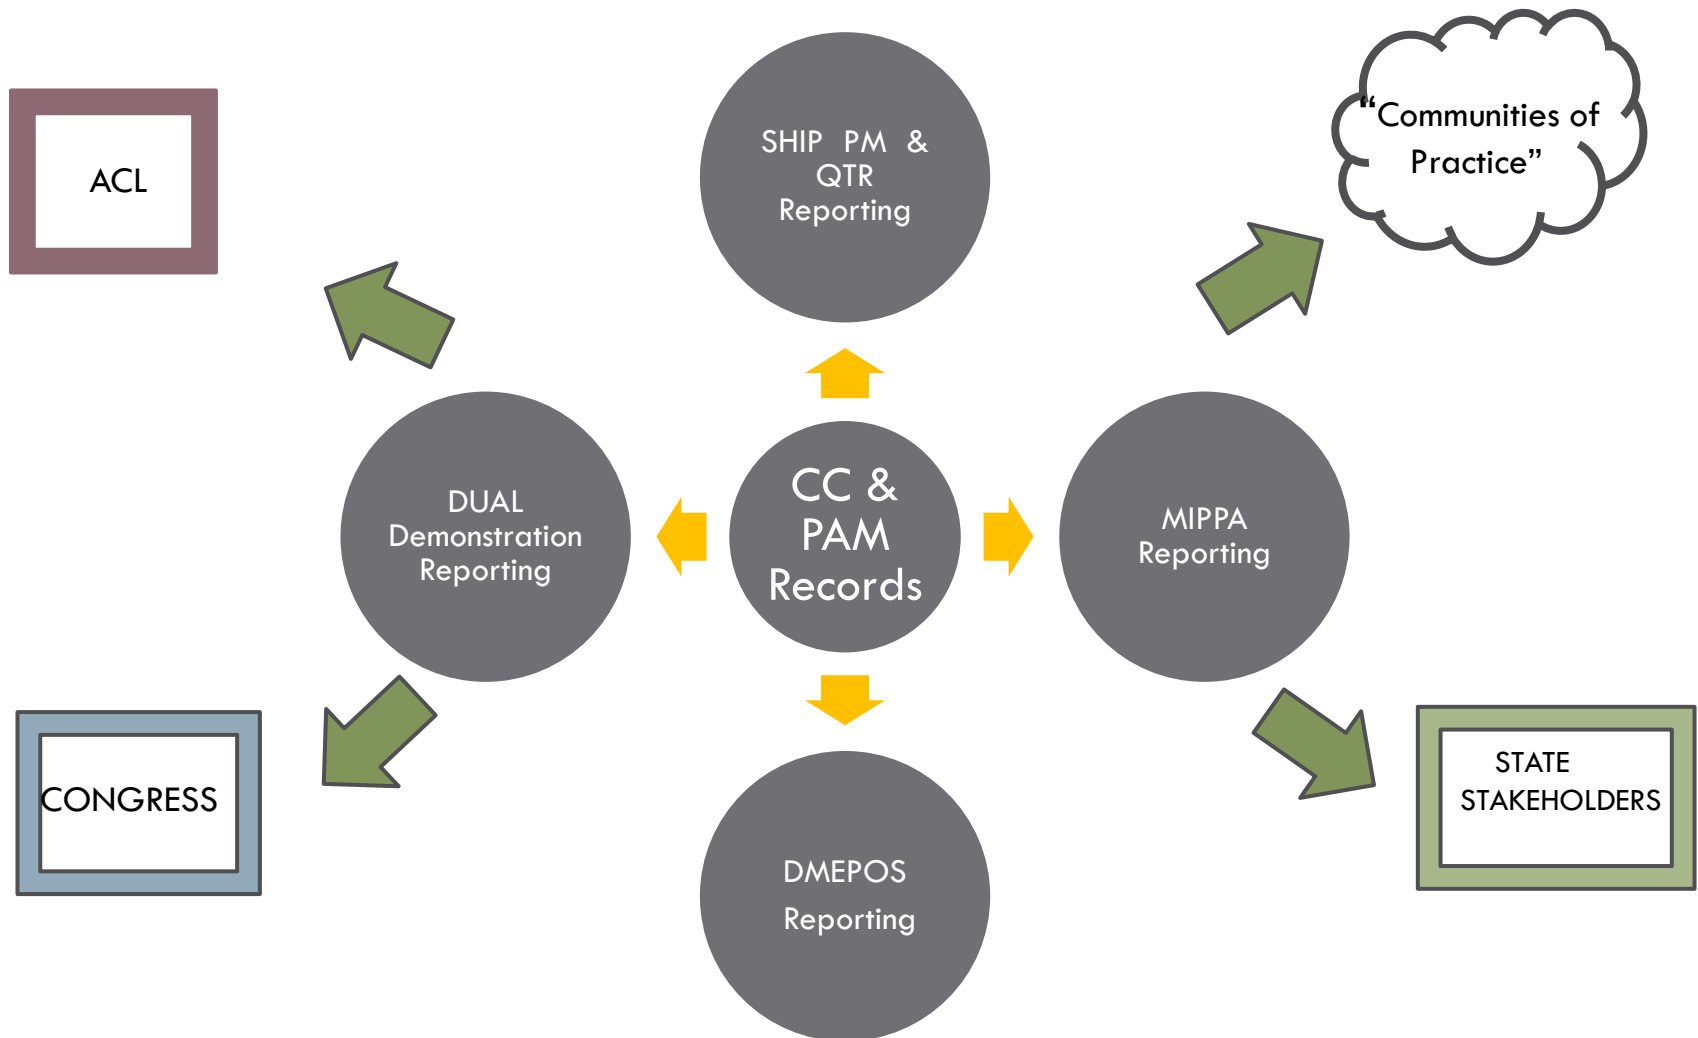 ACL
SHIP PM &
QTR
Reporting
“Communities of
Practice”
DUAL
Demonstration
Reporting
CC &
PAM
Records
MIPPA
Reporting
CONGRESS
DMEPOS
Reporting
STATE
STAKEHOLDERS